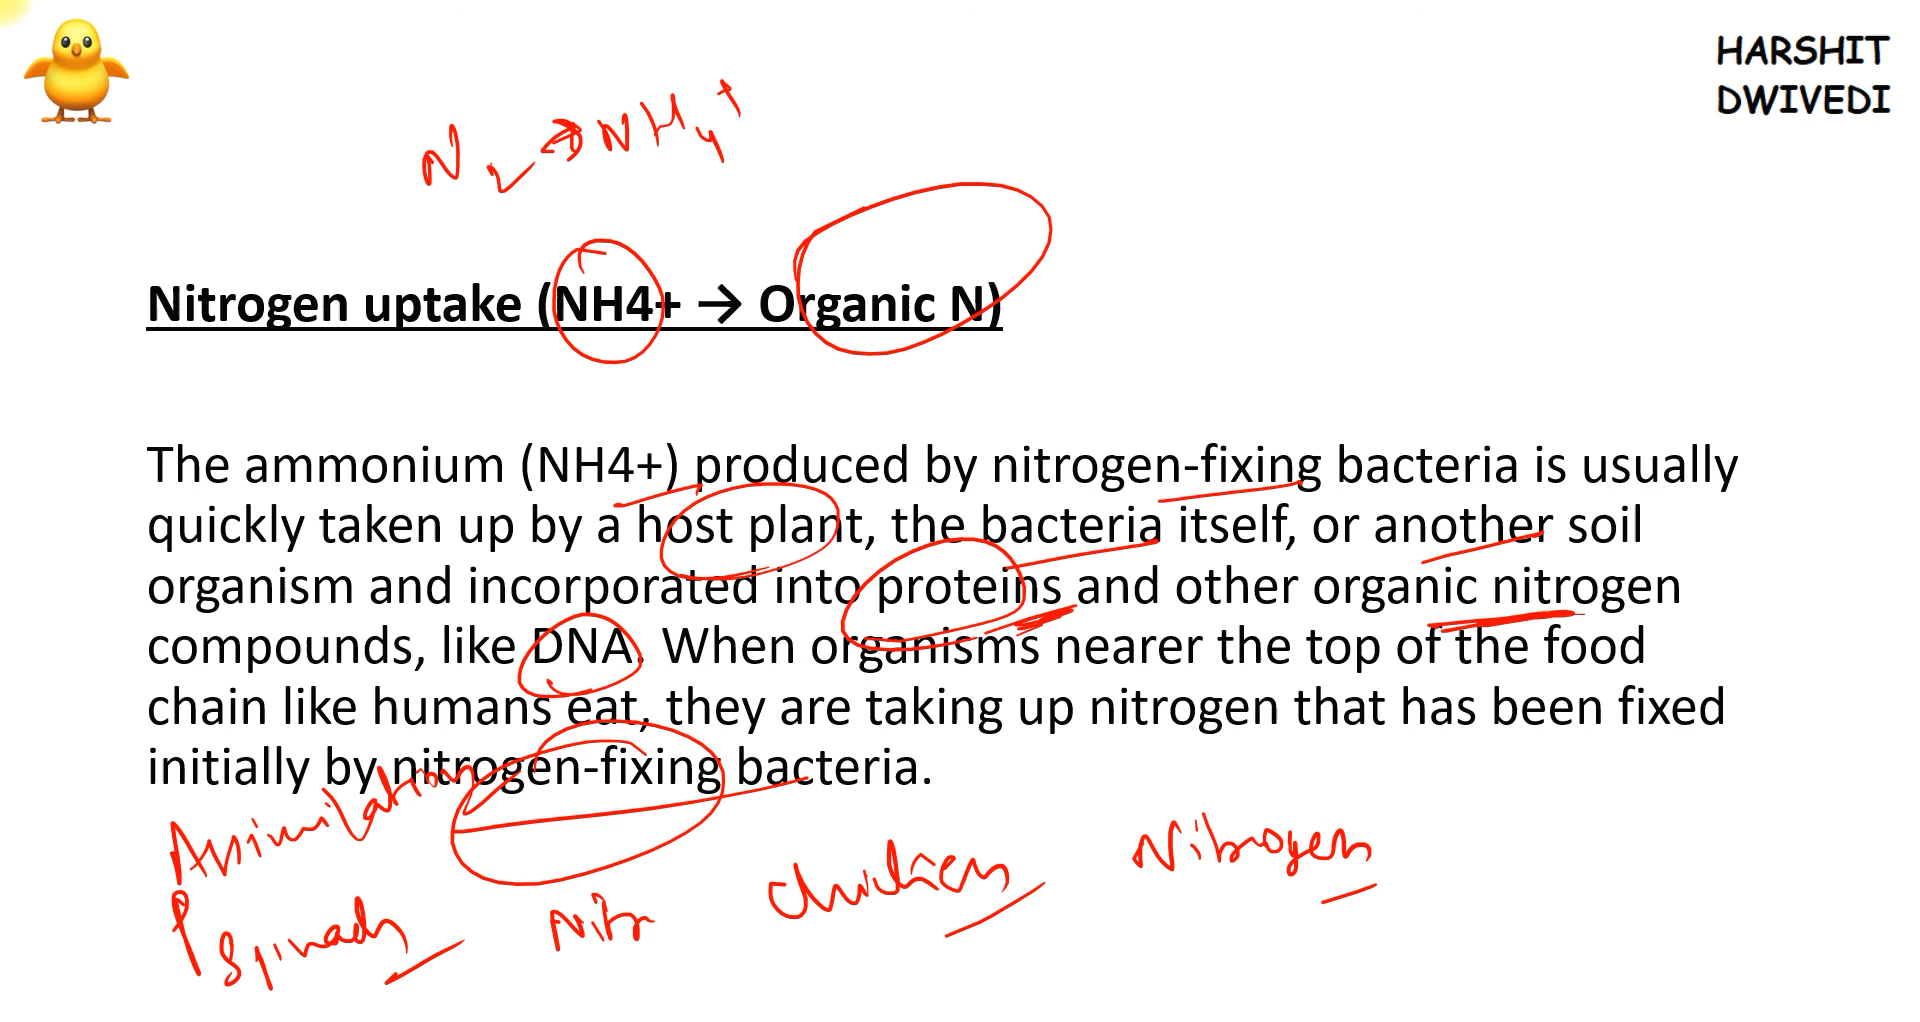 HARSHIT
DWIVEDI
N2 → NH4+
Nitrogen uptake (NH4+ → Organic N)
The ammonium (NH4+) produced by nitrogen-fixing bacteria is usually
quickly taken up by a host plant, the bacteria itself, or another soil
organism and incorporated into proteins and other organic nitrogen
compounds, like DNA. When organisms nearer the top of the food
chain like humans eat, they are taking up nitrogen that has been fixed
initially by nitrogen-fixing bacteria.
Assimilation
Spinach Nitr Chicken Nitrogen